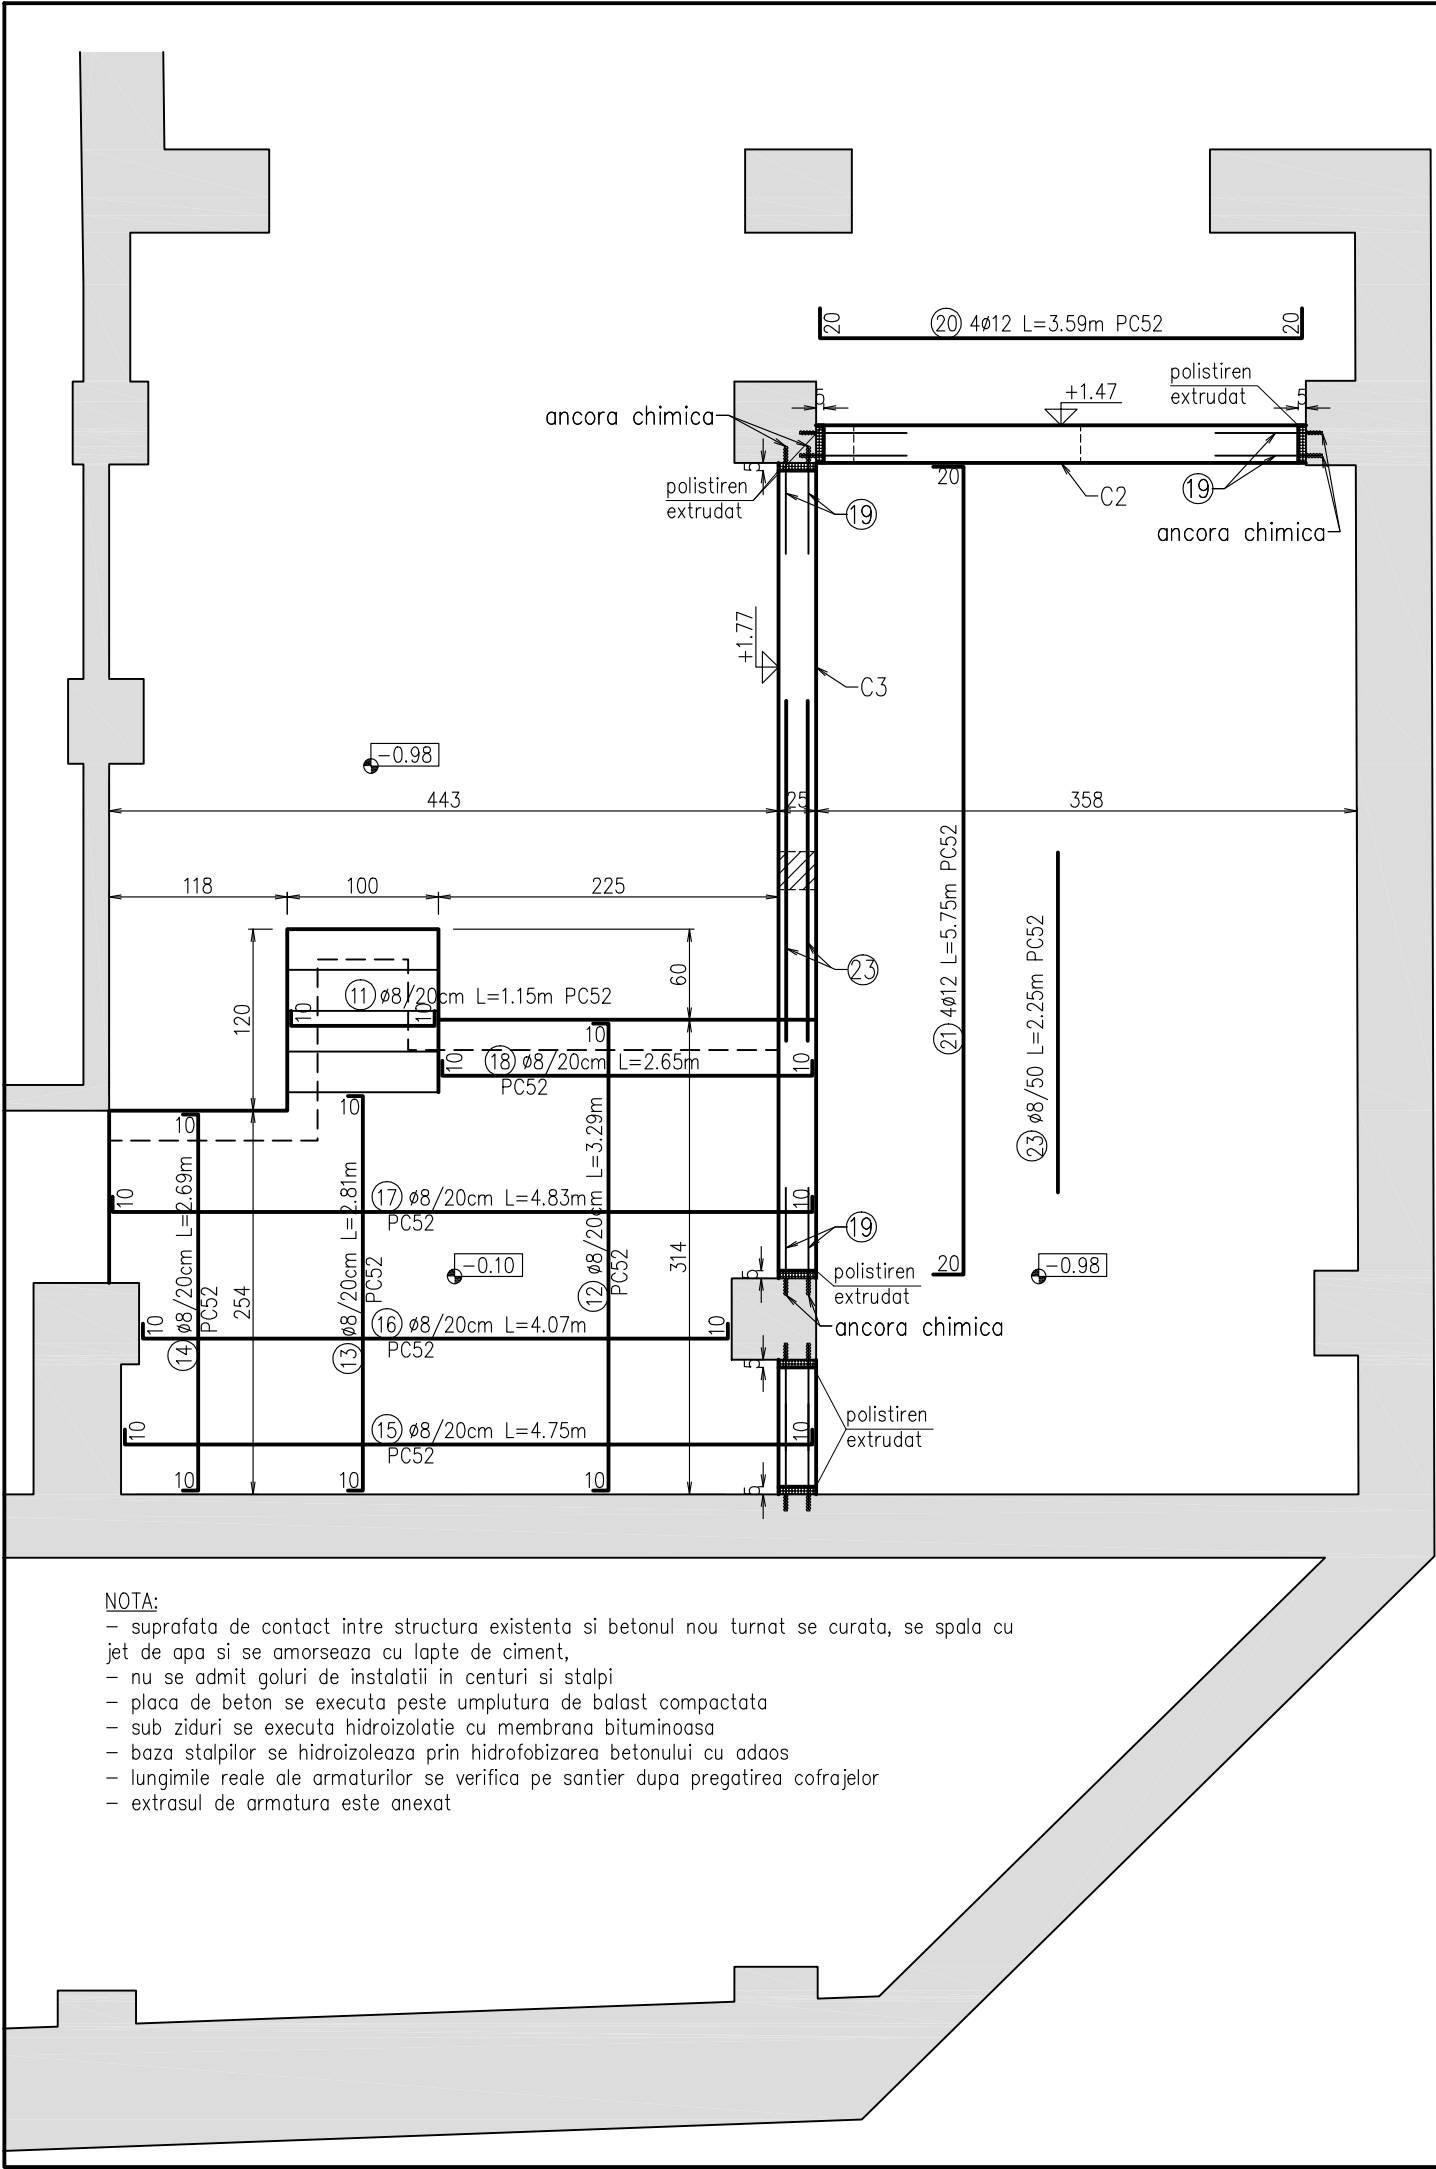 20
20 4ø12 L=3.59m PC52
20
polistiren
extrudat
+1.47
5
5
ancora chimica
5
polistiren
extrudat
19
20
C2
19
ancora chimica
+1.77
C3
-0.98
443
25
358
118
100
225
21 4ø12 L=5.75m PC52
23 ø8/50 L=2.25m PC52
23
120
60
11 ø8/20cm L=1.15m PC52
10
10
10
18 ø8/20cm L=2.65m
PC52
10
10
10
10
14 ø8/20cm L=2.69m
PC52
13 ø8/20cm L=2.81m
PC52
12 ø8/20cm L=3.29m
PC52
10
17 ø8/20cm L=4.83m
PC52
10
19
254
314
-0.10
20
-0.98
5
polistiren
extrudat
ancora chimica
10
16 ø8/20cm L=4.07m
PC52
10
5
polistiren
extrudat
10
15 ø8/20cm L=4.75m
PC52
10
10
10
10
5
NOTA:
- suprafata de contact intre structura existenta si betonul nou turnat se curata, se spala cu
jet de apa si se amorseaza cu lapte de ciment,
- nu se admit goluri de instalatii in centuri si stalpi
- placa de beton se executa peste umplutura de balast compactata
- sub ziduri se executa hidroizolatie cu membrana bituminoasa
- baza stalpilor se hidroizoleaza prin hidrofobizarea betonului cu adaos
- lungimile reale ale armaturilor se verifica pe santier dupa pregatirea cofrajelor
- extrasul de armatura este anexat